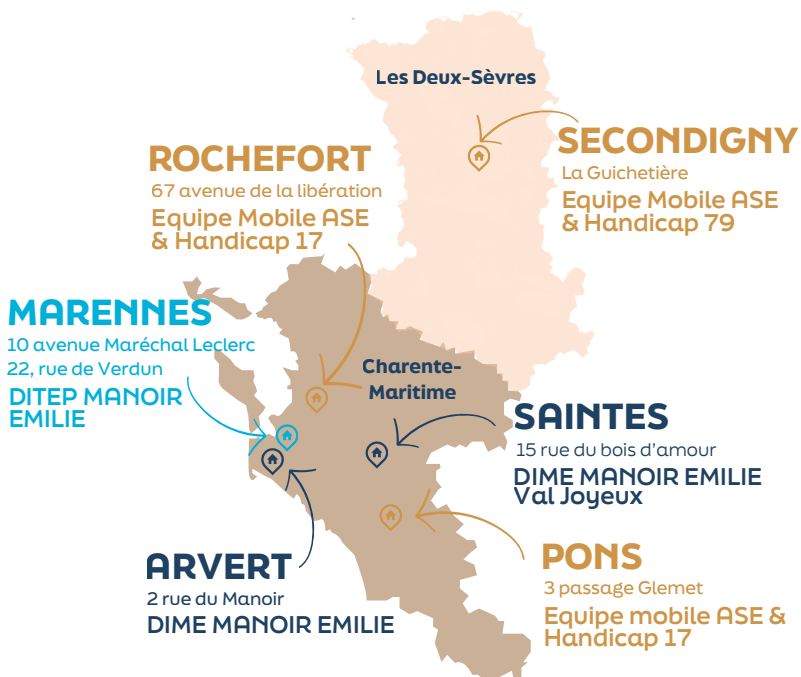 Les Deux-Sèvres
SECONDIGNY
La Guichetière
Equipe Mobile ASE
& Handicap 79
ROCHEFORT
67 avenue de la libération
Equipe Mobile ASE
& Handicap 17
MARENNES
10 avenue Maréchal Leclerc
22, rue de Verdun
DITEP MANOIR
EMILIE
Charente-
Maritime
SAINTES
15 rue du bois d'amour
DIME MANOIR EMILIE
Val Joyeux
ARVERT
2 rue du Manoir
DIME MANOIR EMILIE
PONS
3 passage Glemet
Equipe mobile ASE &
Handicap 17